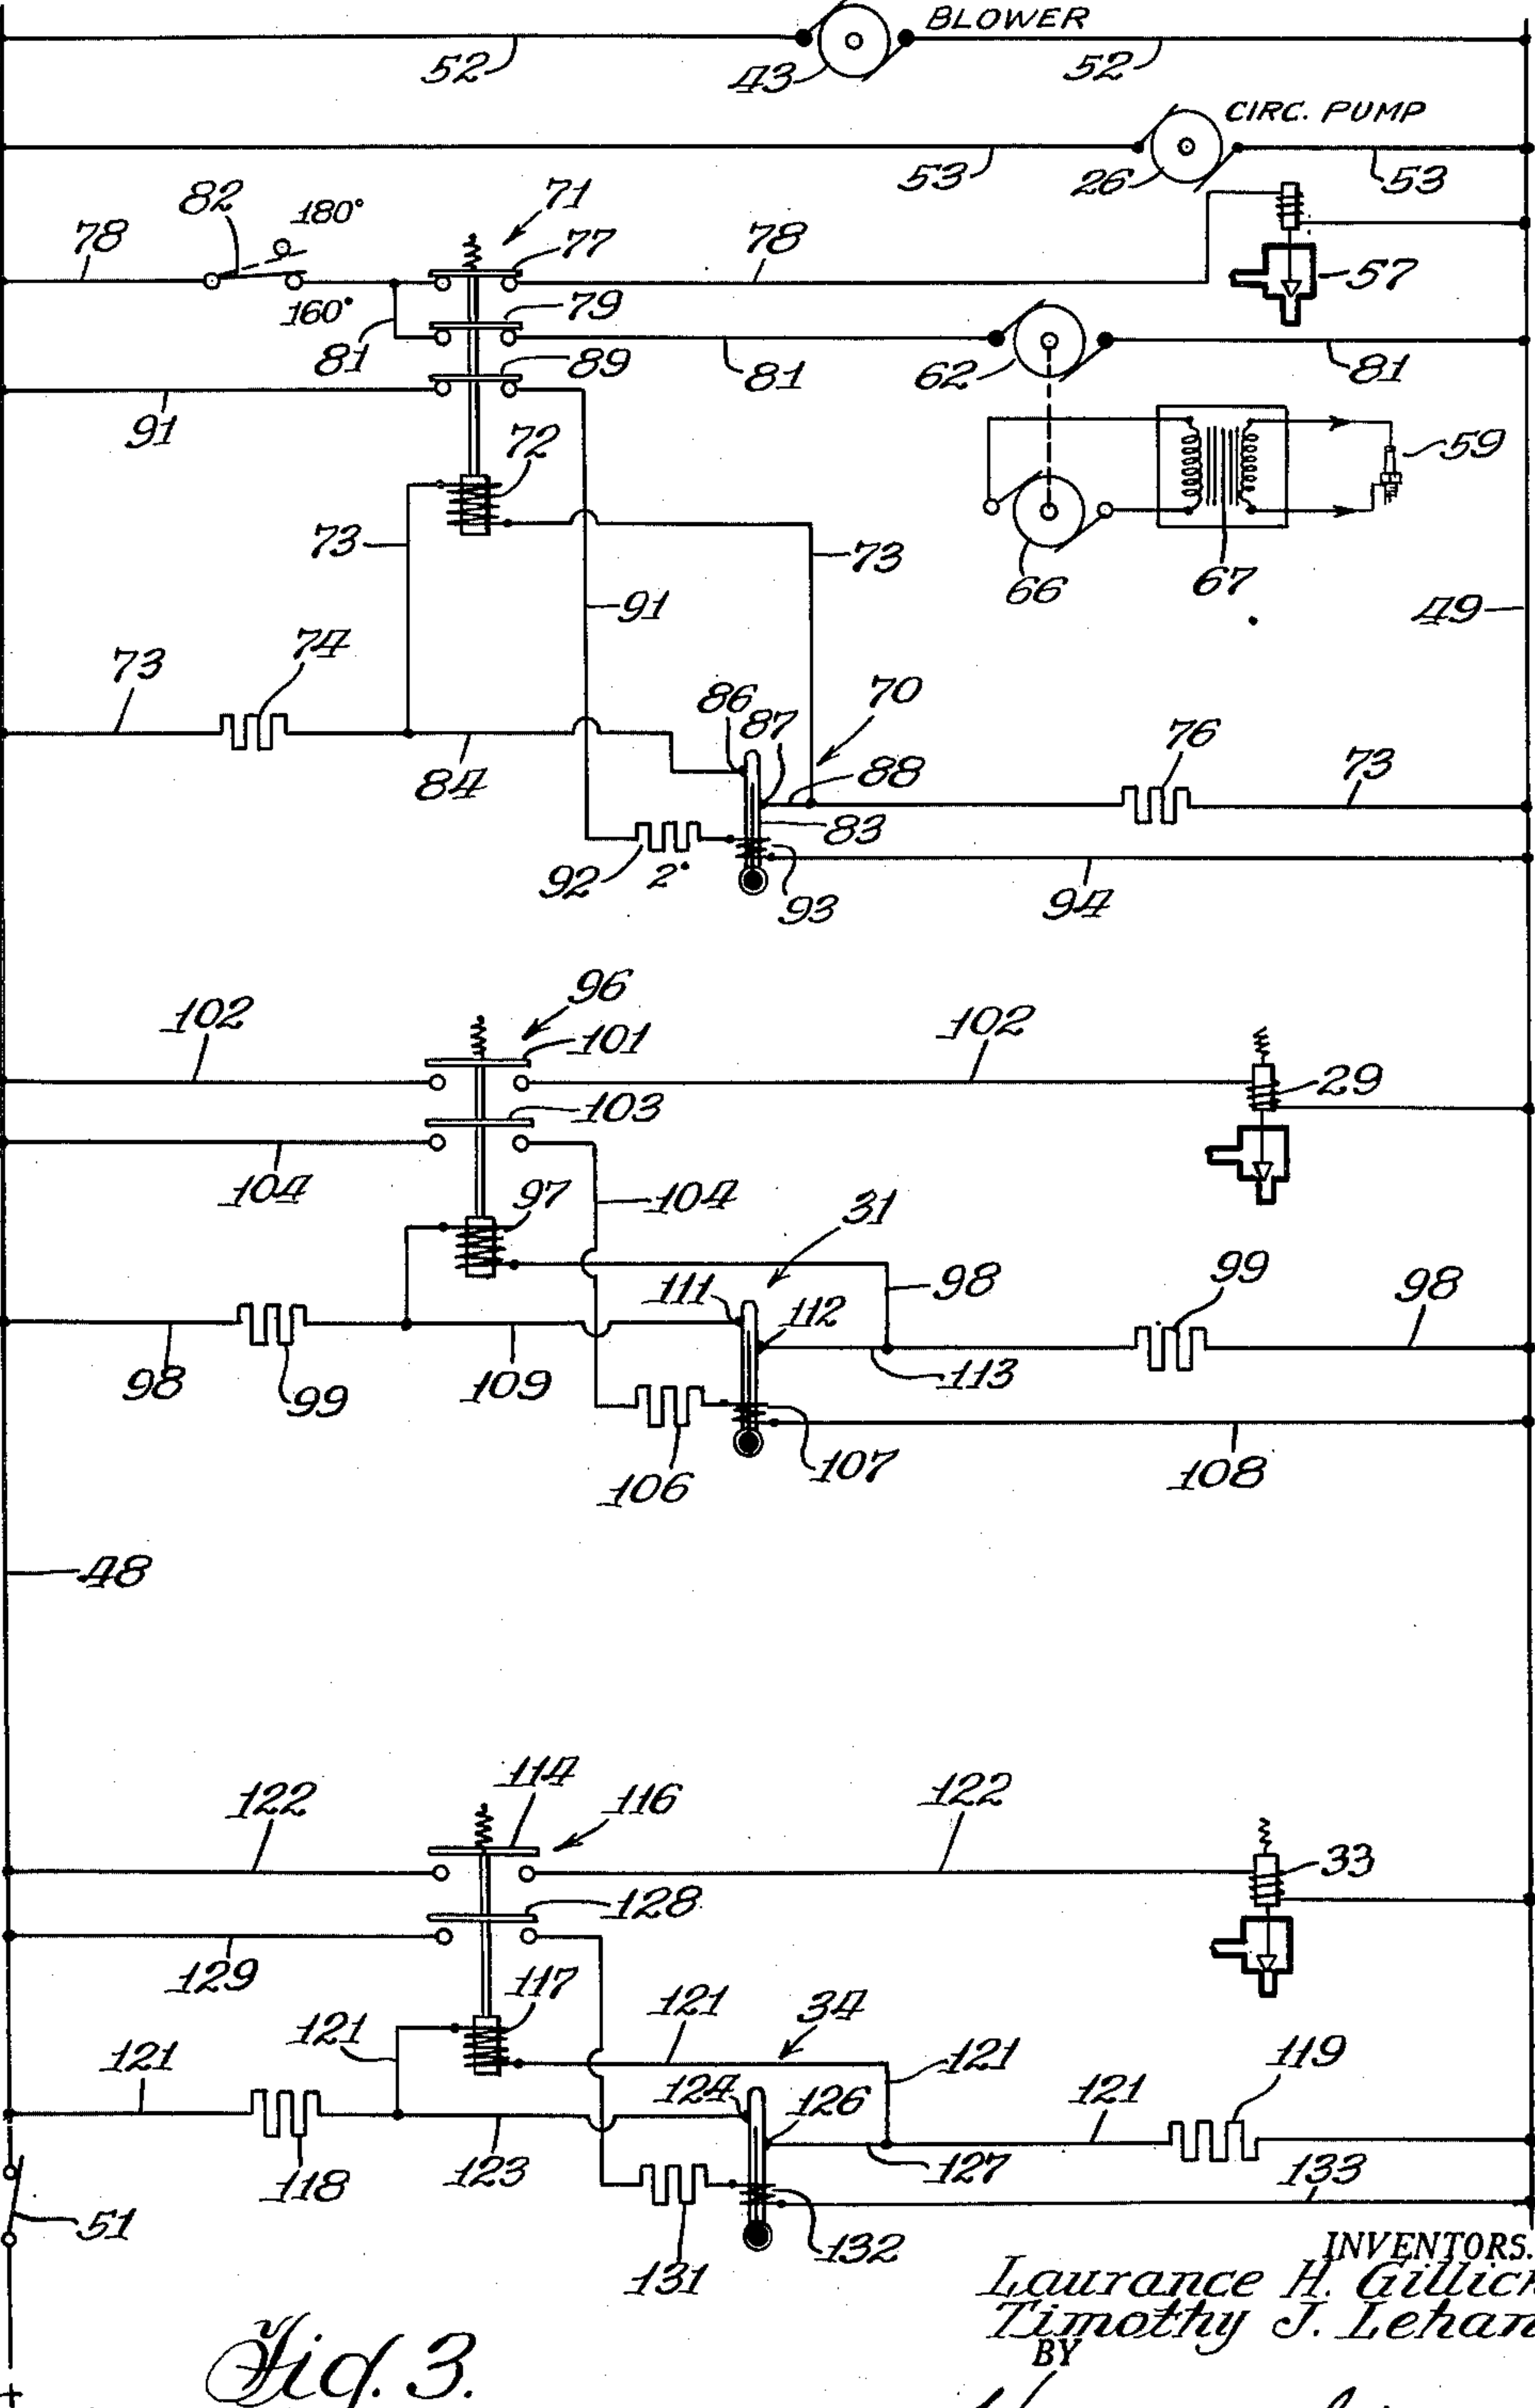 BLOWER
52 43 52
CIRC. PUMP
53 26 53
82 180° 71
78 77 78 57
160° 79
81 89 81 62 81
91 72 59
73 73 66 67
91 49
73 74 70
86 87 76 73
84 88
83
92 2° 93 94
96
102 101 102 29
103
104 97 104 31
111 112 98 99 98
98 99 109 113
106 107 108
48
114
122 116 122 33
128
129 117 121 34
121 121 124 126 121 121 119
118 123 127 133
51 131 132
INVENTORS.
Laurance H. Gillick
Timothy J. Lehan
BY
Fig. 3.